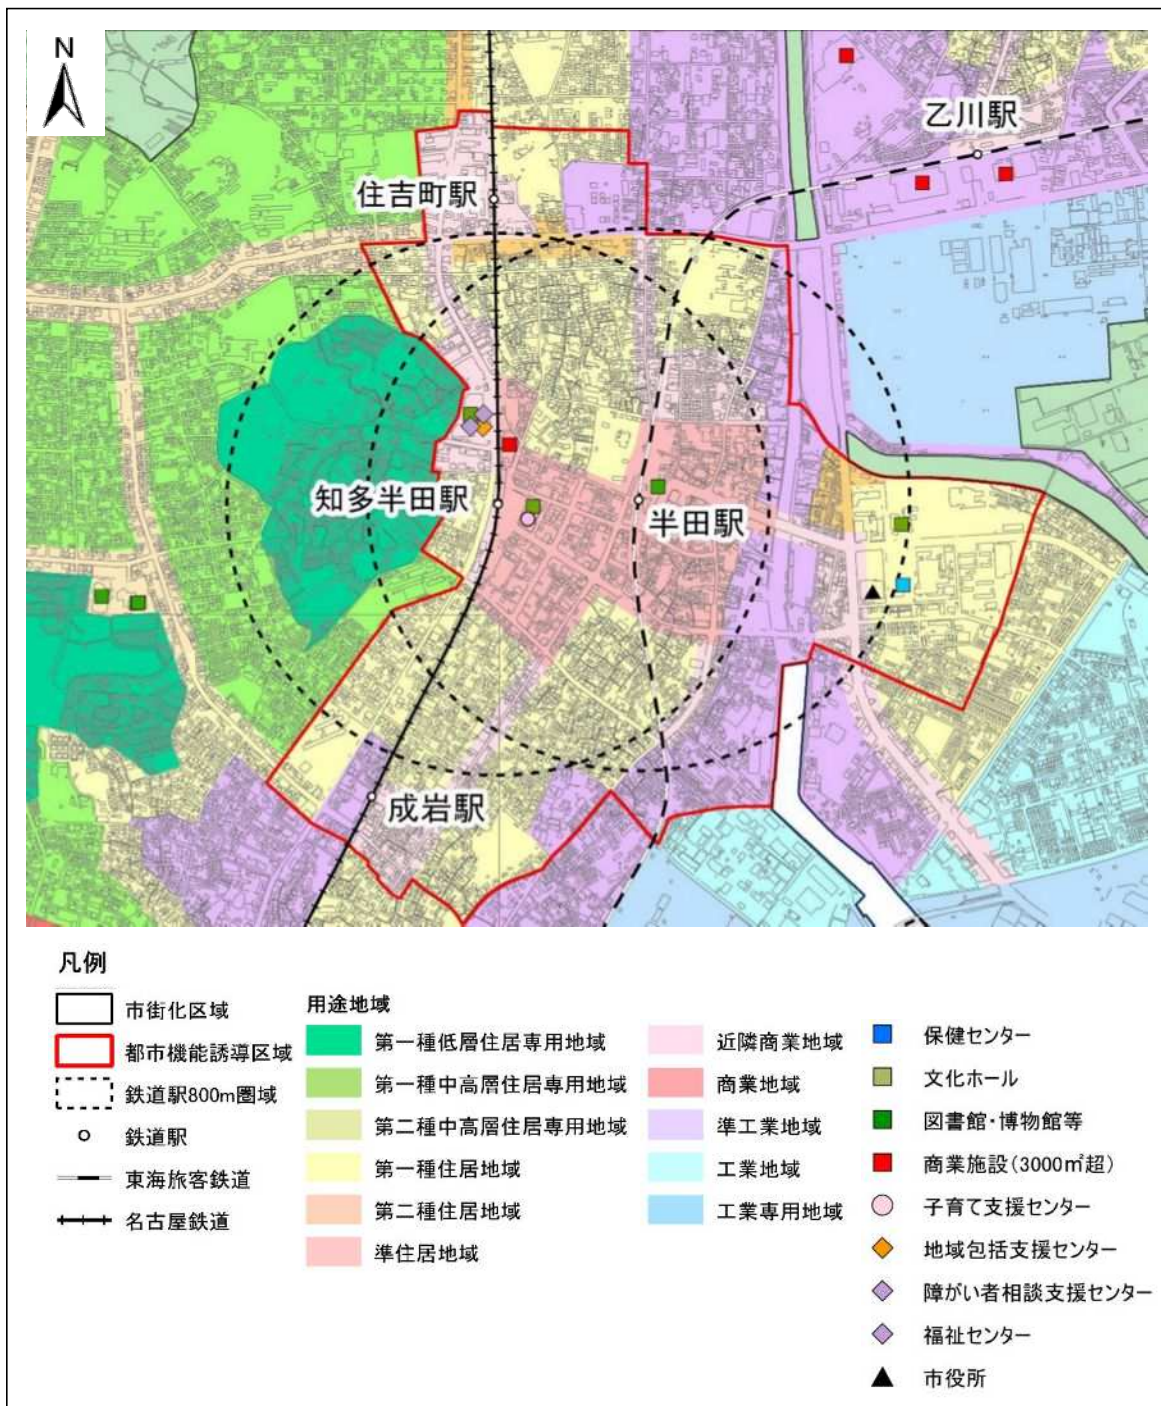 N
乙川駅
住吉町駅
知多半田駅
半田駅
成岩駅
凡例
市街化区域
都市機能誘導区域
鉄道駅800m圏域
鉄道駅
東海旅客鉄道
名古屋鉄道
用途地域
第一種低層住居専用地域
第一種中高層住居専用地域
第二種中高層住居専用地域
第一種住居地域
第二種住居地域
準住居地域
近隣商業地域
商業地域
準工業地域
工業地域
工業専用地域
保健センター
文化ホール
図書館・博物館等
商業施設(3000㎡超)
子育て支援センター
地域包括支援センター
障がい者相談支援センター
福祉センター
市役所